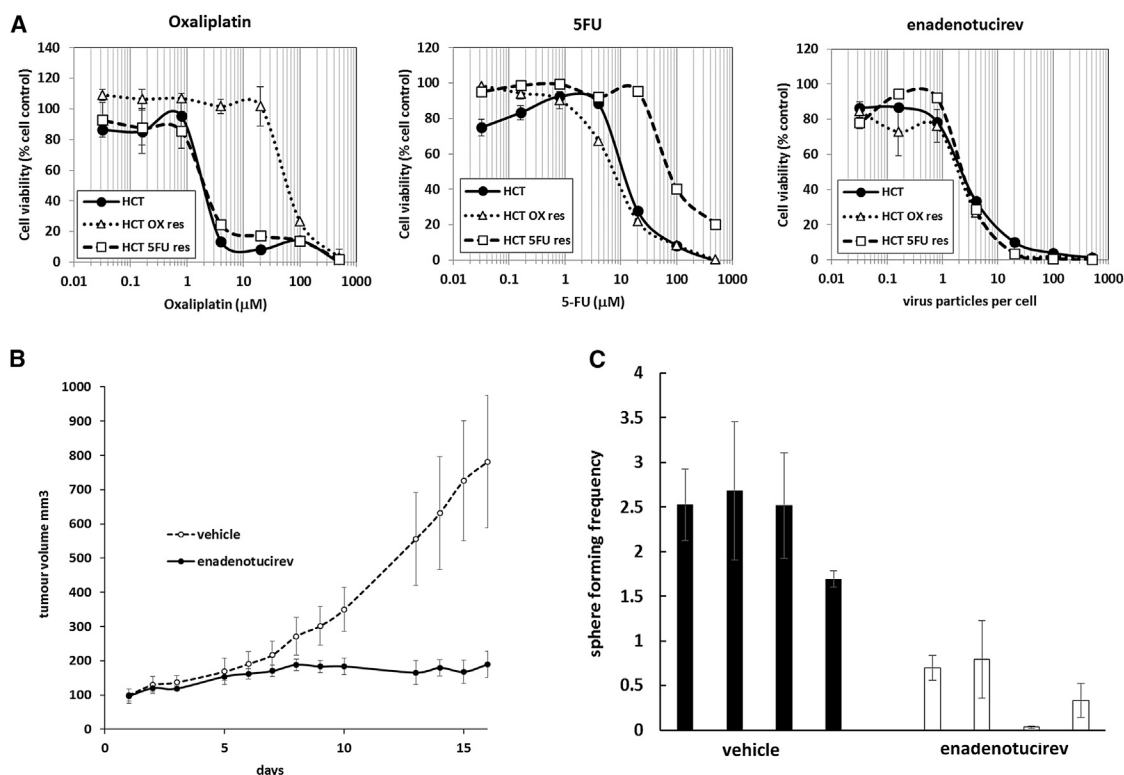 A
Oxaliplatin
Cell viability (% cell control)
140
120
100
80
60
40
20
0
0.01 0.1 1 10 100 1000
Oxaliplatin (µM)
HCT
HCT OX res
HCT 5FU res
5FU
Cell viability (% cell control)
120
100
80
60
40
20
0
0.01 0.1 1 10 100 1000
5-FU (µM)
HCT
HCT OX res
HCT 5FU res
enadenotucirev
Cell viability (% control)
120
100
80
60
40
20
0
0.01 0.1 1 10 100 1000
virus particles per cell
HCT
HCT OX res
HCT 5FU res
B
tumour volume mm3
1000
900
800
700
600
500
400
300
200
100
0
0 5 10 15
days
vehicle
enadenotucirev
C
sphere forming frequency
4
3.5
3
2.5
2
1.5
1
0.5
0
vehicle enadenotucirev